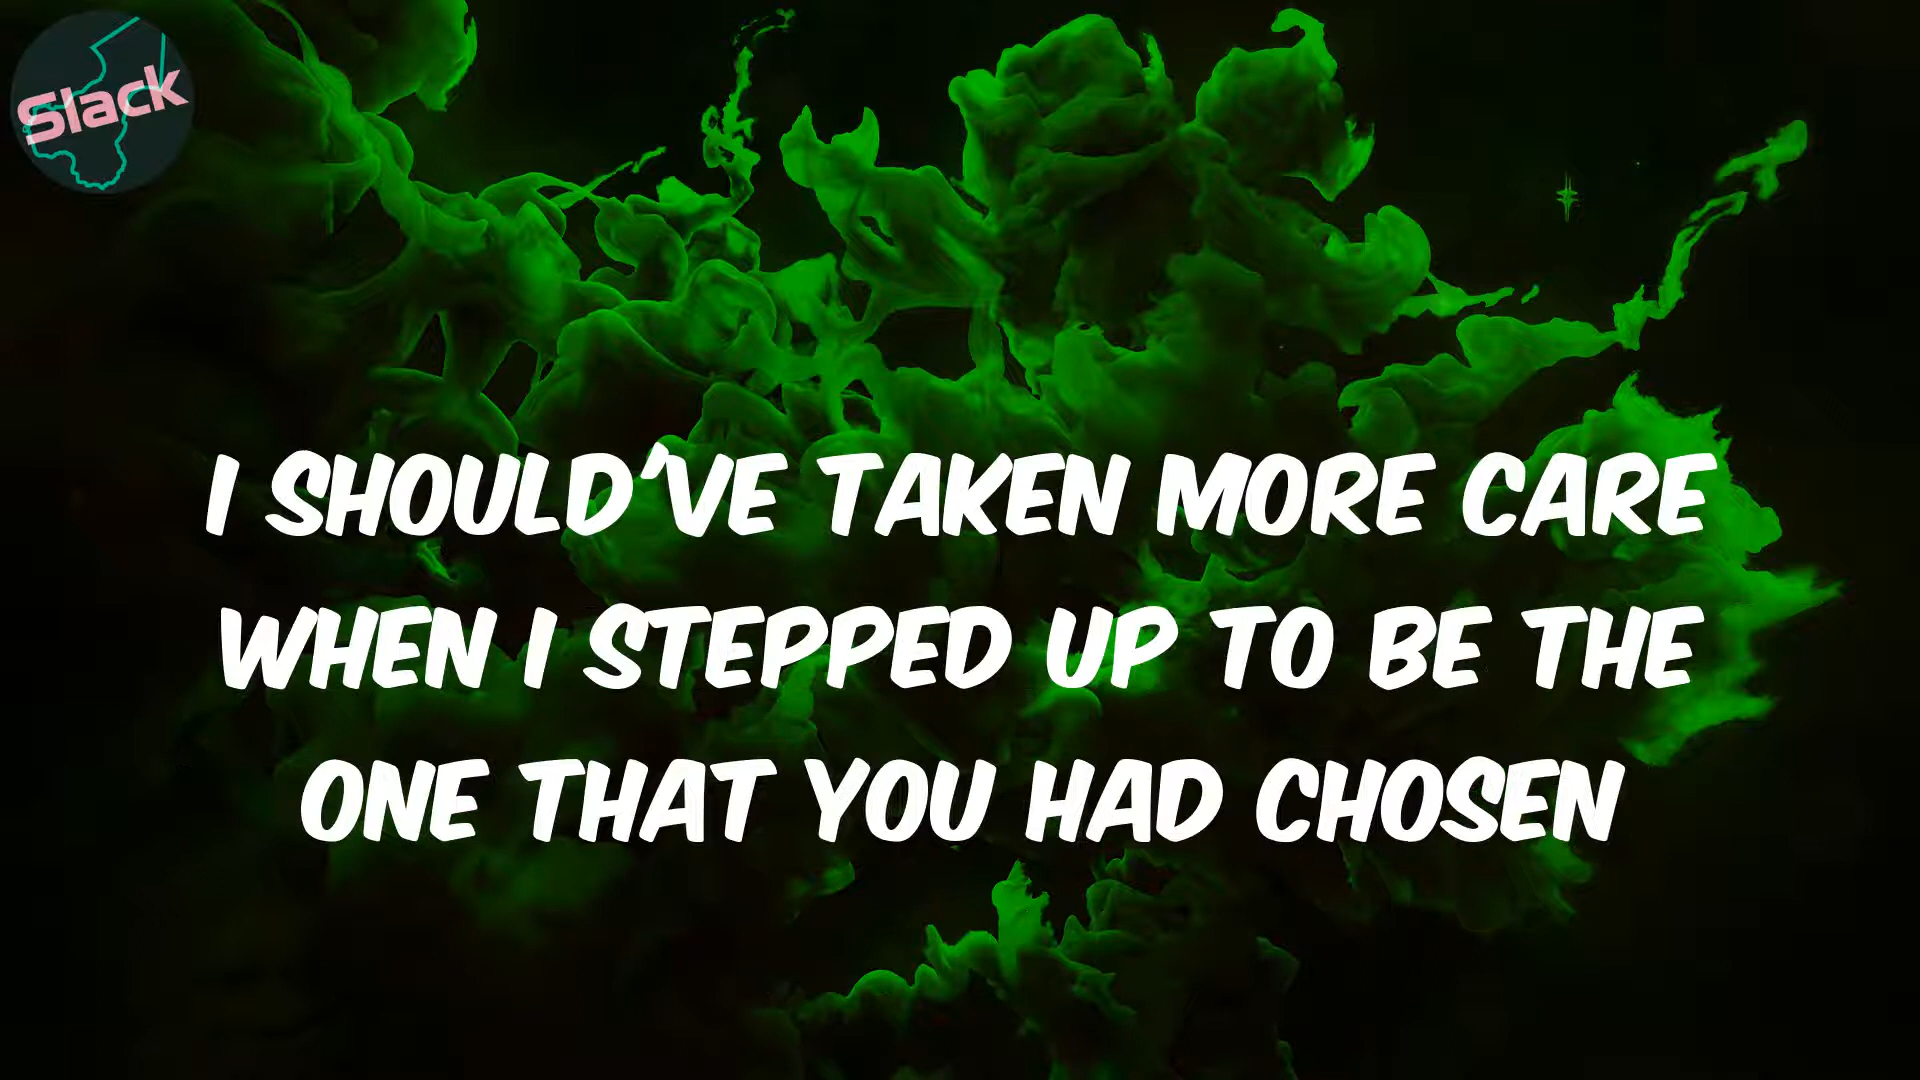 Slack
I SHOULD'VE TAKEN MORE CARE
WHEN I STEPPED UP TO BE THE
ONE THAT YOU HAD CHOSEN